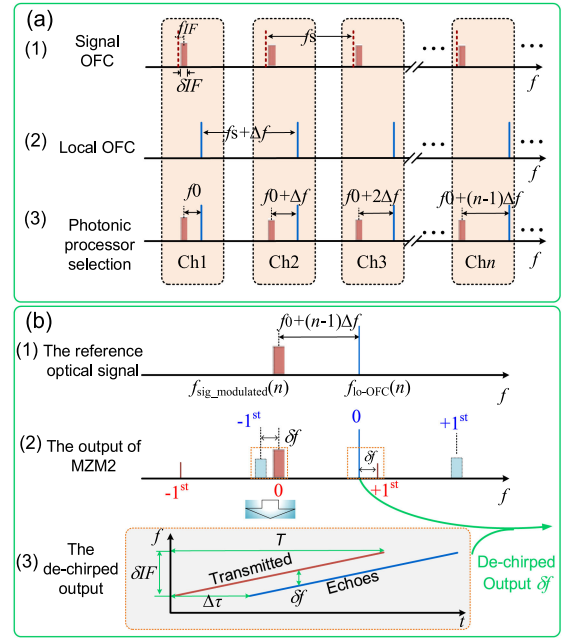 (a)
(1)
Signal
OFC
fIF
δIF
fs
•••
•••
f
(2)
Local OFC
fs+Δf
•••
•••
f
(3)
Photonic
processor
selection
f0
f0+Δf
f0+2Δf
f0+(n-1)Δf
•••
•••
Ch1
Ch2
Ch3
Chn
f
(b)
(1)
The reference
optical signal
f0+(n-1)Δf
fsig_modulated(n)
flo-OFC(n)
f
(2)
The output of
MZM2
-1st
δf
0
+1st
δf
-1st
0
+1st
f
(3)
The
de-chirped
output
f
T
δIF
Transmitted
Δτ
δf
Echoes
t
De-chirped
Output δf